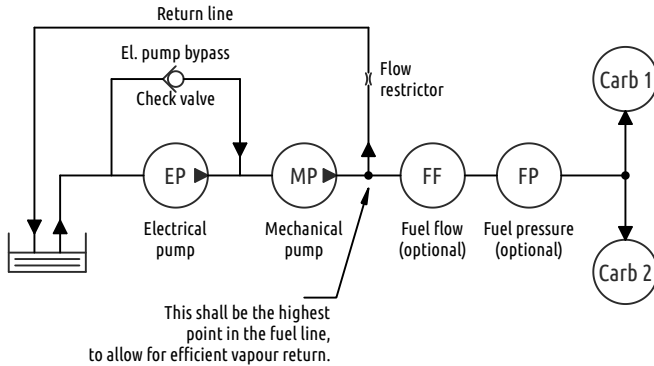 Return line
El. pump bypass
Check valve
Flow
restrictor
Carb 1
EP
MP
FF
FP
Electrical
pump
Mechanical
pump
Fuel flow
(optional)
Fuel pressure
(optional)
Carb 2
This shall be the highest
point in the fuel line,
to allow for efficient vapour return.